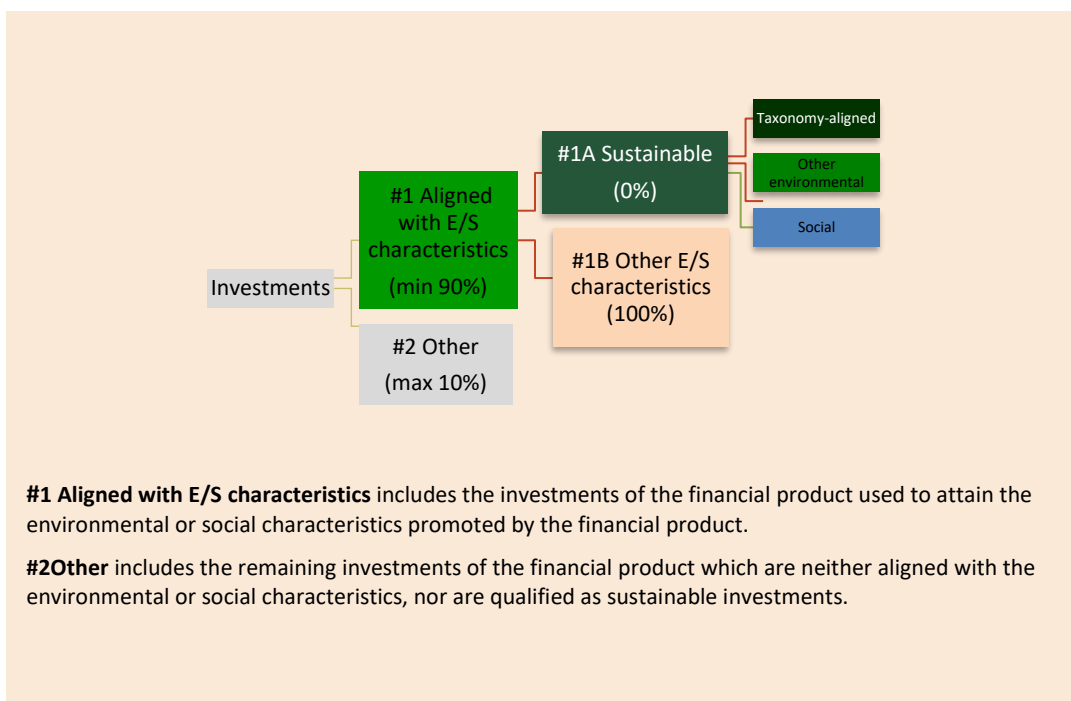 Taxonomy-aligned
#1A Sustainable
(0%)
Other
environmental
#1 Aligned
with E/S
characteristics
(min 90%)
Social
#1B Other E/S
characteristics
(100%)
Investments
#2 Other
(max 10%)
#1 Aligned with E/S characteristics includes the investments of the financial product used to attain the
environmental or social characteristics promoted by the financial product.
#2Other includes the remaining investments of the financial product which are neither aligned with the
environmental or social characteristics, nor are qualified as sustainable investments.